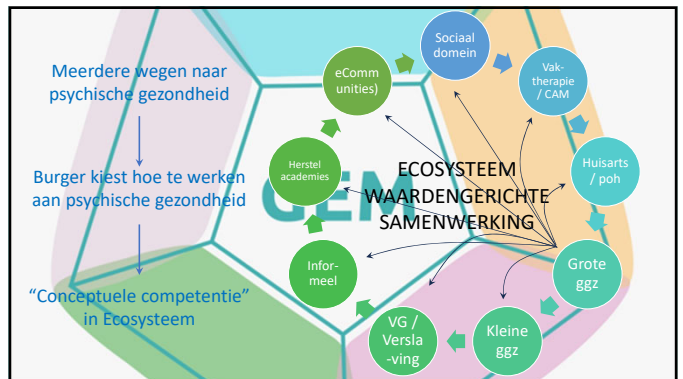 Meerdere wegen naar
psychische gezondheid
Burger kiest hoe te werken
aan psychische gezondheid
“Conceptuele competentie”
in Ecosysteem
GEM
ECOSYSTEEM
WAARDENGERICHTE
SAMENWERKING
Sociaal
domein
Vak-
therapie
/ CAM
Huisarts
/ poh
Grote
ggz
Kleine
ggz
VG /
Versla
-ving
Infor-
meel
Herstel
academies
eComm
unities)